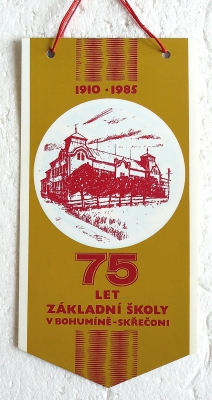 1910 · 1985
75
LET
ZÁKLADNÍ ŠKOLY
V BOHUMÍNĚ-SKŘEČONI